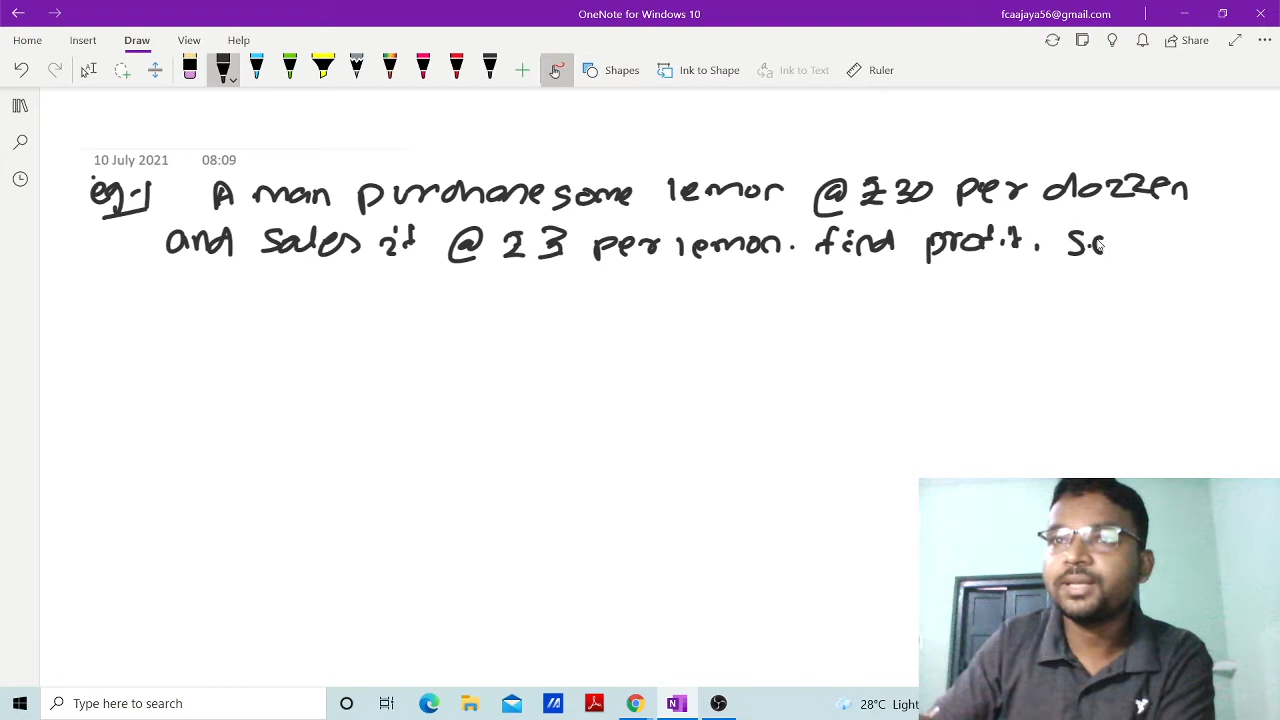 OneNote for Windows 10
fcaajaya56@gmail.com
Home Insert Draw View Help
Share
Shapes Ink to Shape Ink to Text Ruler
10 July 2021 08:09
eg-1 A man purchase some lemon @ ₹30 per dozzen
and sales it @ ₹3 per lemon. find profit. so
Type here to search
28°C Light